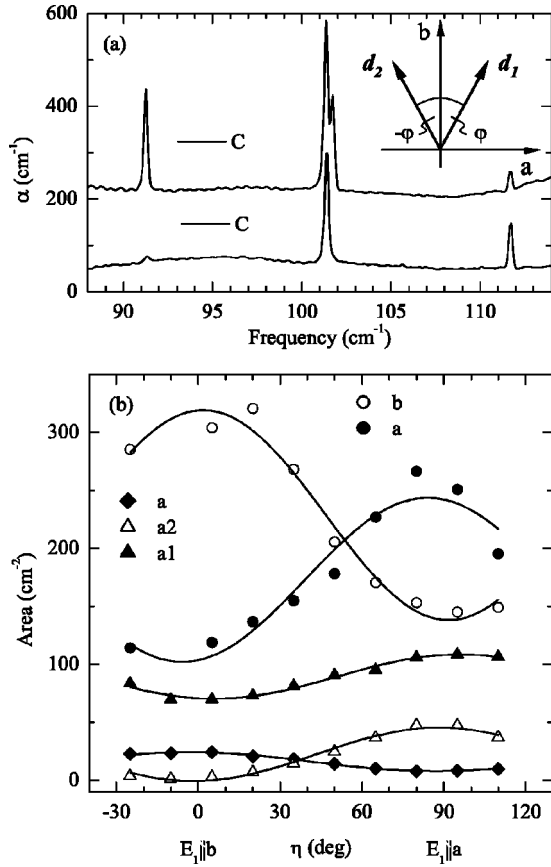 (a)
b
d2
d1
-φ
φ
a
C
C
600
400
200
0
α (cm-1)
90 95 100 105 110
Frequency (cm-1)
(b)
b
a
a
a2
a1
300
200
100
0
Area (cm-2)
-30 0 30 60 90 120
E1||b η (deg) E1||a